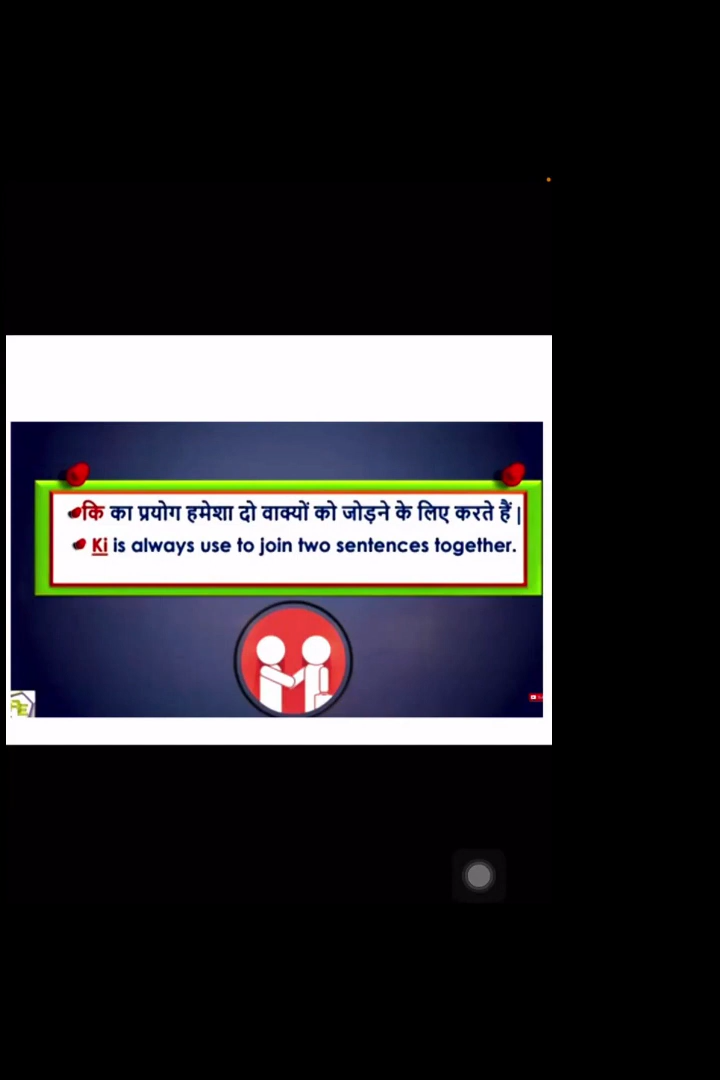 कि का प्रयोग हमेशा दो वाक्यों को जोड़ने के लिए करते हैं |
Ki is always use to join two sentences together.